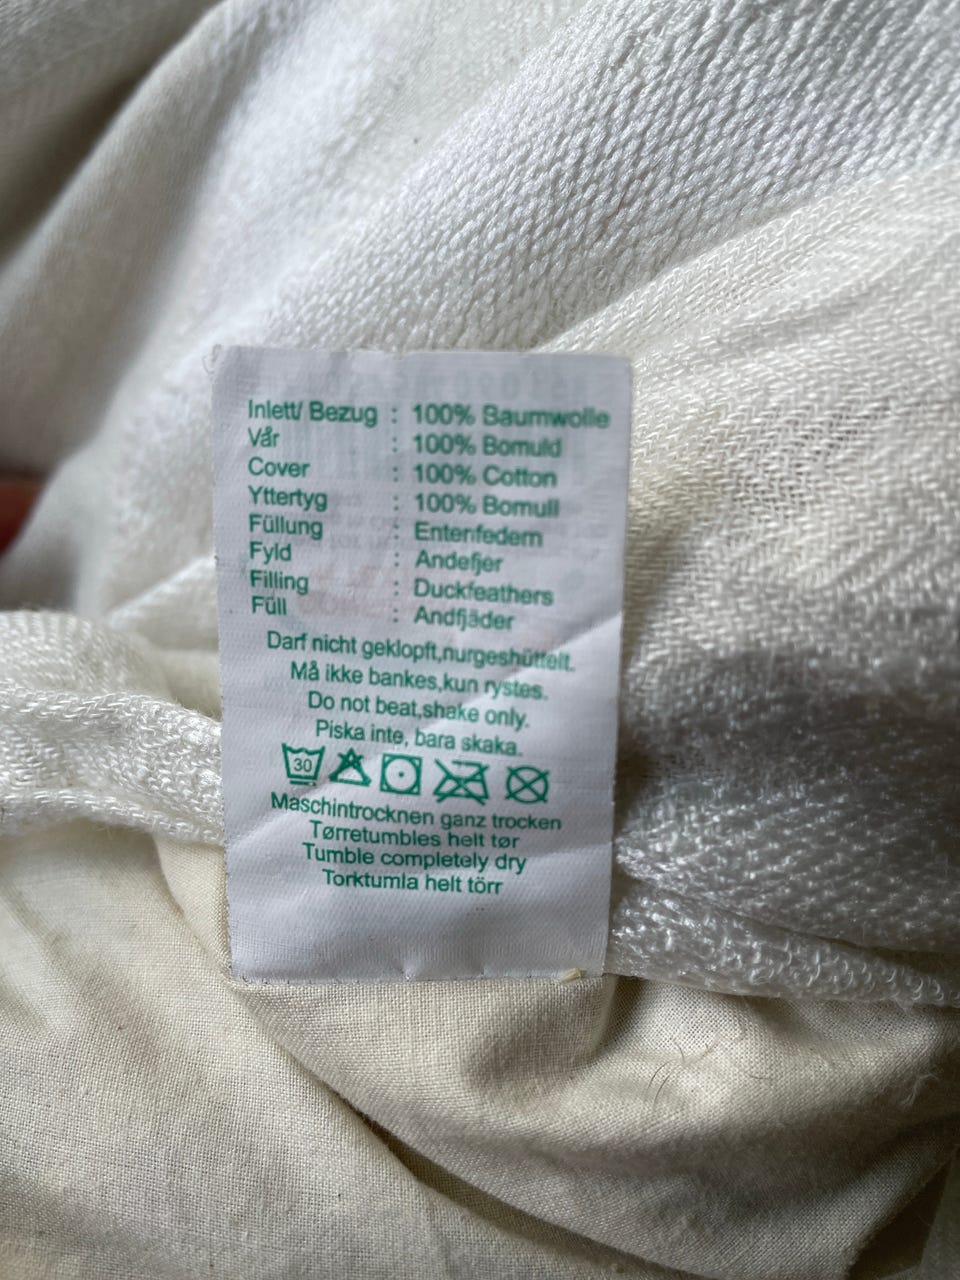 Inlett/ Bezug : 100% Baumwolle
Vår : 100% Bomuld
Cover : 100% Cotton
Yttertyg : 100% Bomull
Füllung : Entenfedern
Fyld : Andefjer
Filling : Duckfeathers
Füll : Andfjäder
Darf nicht geklopft,nurgeshüttelt.
Må ikke bankes,kun rystes.
Do not beat,shake only.
Piska inte, bara skaka.
30
Maschintrocknen ganz trocken
Tørretumbles helt tør
Tumble completely dry
Torktumla helt törr